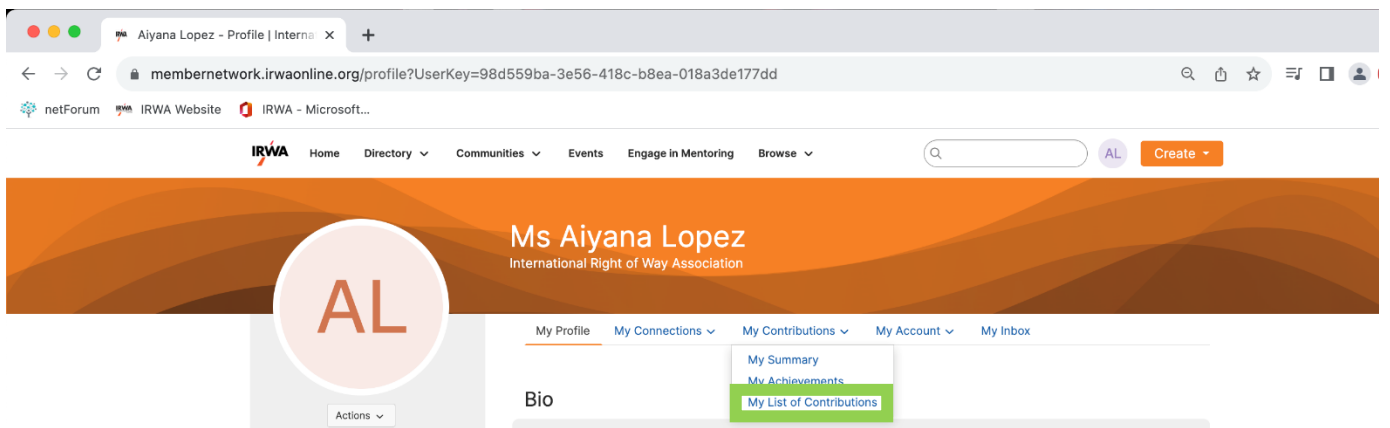 Aiyana Lopez - Profile | Interna
membernetwork.irwaonline.org/profile?UserKey=98d559ba-3e56-418c-b8ea-018a3de177dd
netForum IRWA Website IRWA - Microsoft...
IRWA Home Directory Communities Events Engage in Mentoring Browse AL Create
Ms Aiyana Lopez
International Right of Way Association
AL
My Profile My Connections My Contributions My Account My Inbox
My Summary
My Achievements
Bio
My List of Contributions
Actions